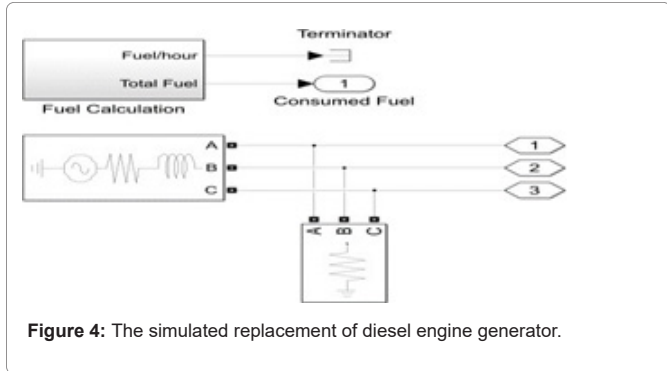 Terminator
Fuel/hour
Total Fuel
1
Fuel Calculation
Consumed Fuel
A
B
C
1
2
3
A B C
Figure 4: The simulated replacement of diesel engine generator.